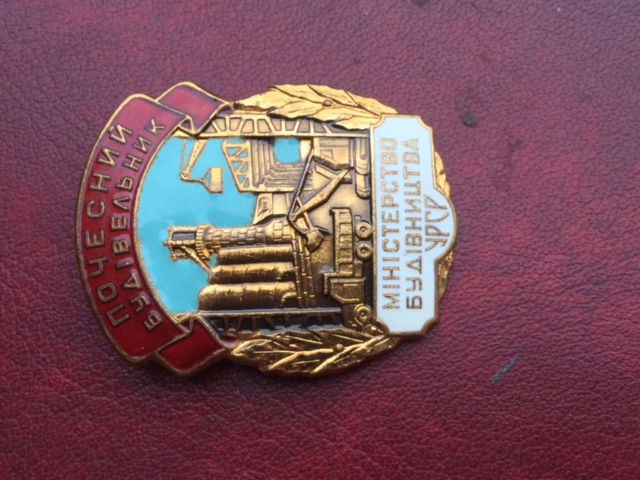 ПОЧЕСНИЙ
БУДІВЕЛЬНИК
МІНІСТЕРСТВО
БУДІВНИЦТВА
УРСР